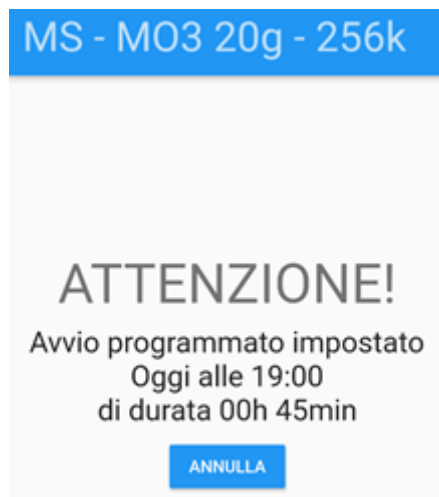 MS - MO3 20g - 256k
ATTENZIONE!
Avvio programmato impostato
Oggi alle 19:00
di durata 00h 45min
ANNULLA